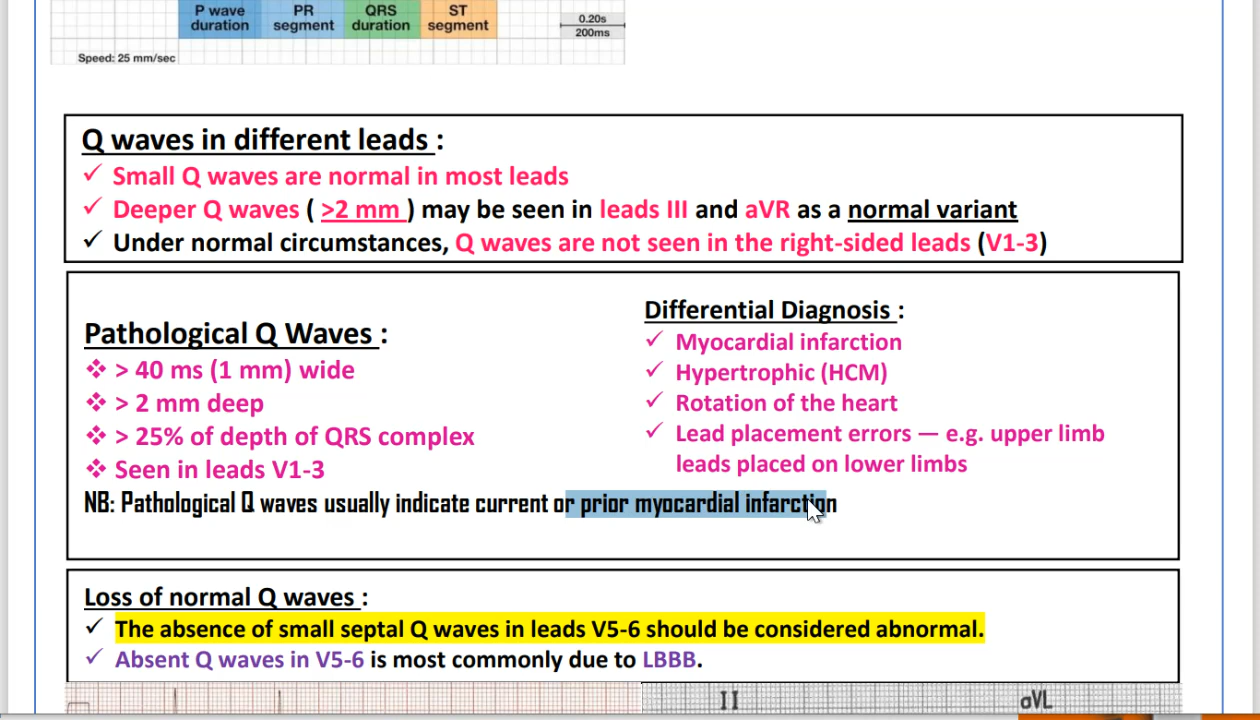 P wave duration
PR segment
QRS duration
ST segment
0.20s
200ms
Speed: 25 mm/sec
Q waves in different leads :
✓ Small Q waves are normal in most leads
✓ Deeper Q waves ( >2 mm ) may be seen in leads III and aVR as a normal variant
✓ Under normal circumstances, Q waves are not seen in the right-sided leads (V1-3)
Pathological Q Waves :
❖ > 40 ms (1 mm) wide
❖ > 2 mm deep
❖ > 25% of depth of QRS complex
❖ Seen in leads V1-3
NB: Pathological Q waves usually indicate current or prior myocardial infarction
Differential Diagnosis :
✓ Myocardial infarction
✓ Hypertrophic (HCM)
✓ Rotation of the heart
✓ Lead placement errors — e.g. upper limb
leads placed on lower limbs
Loss of normal Q waves :
✓ The absence of small septal Q waves in leads V5-6 should be considered abnormal.
✓ Absent Q waves in V5-6 is most commonly due to LBBB.
II
aVL